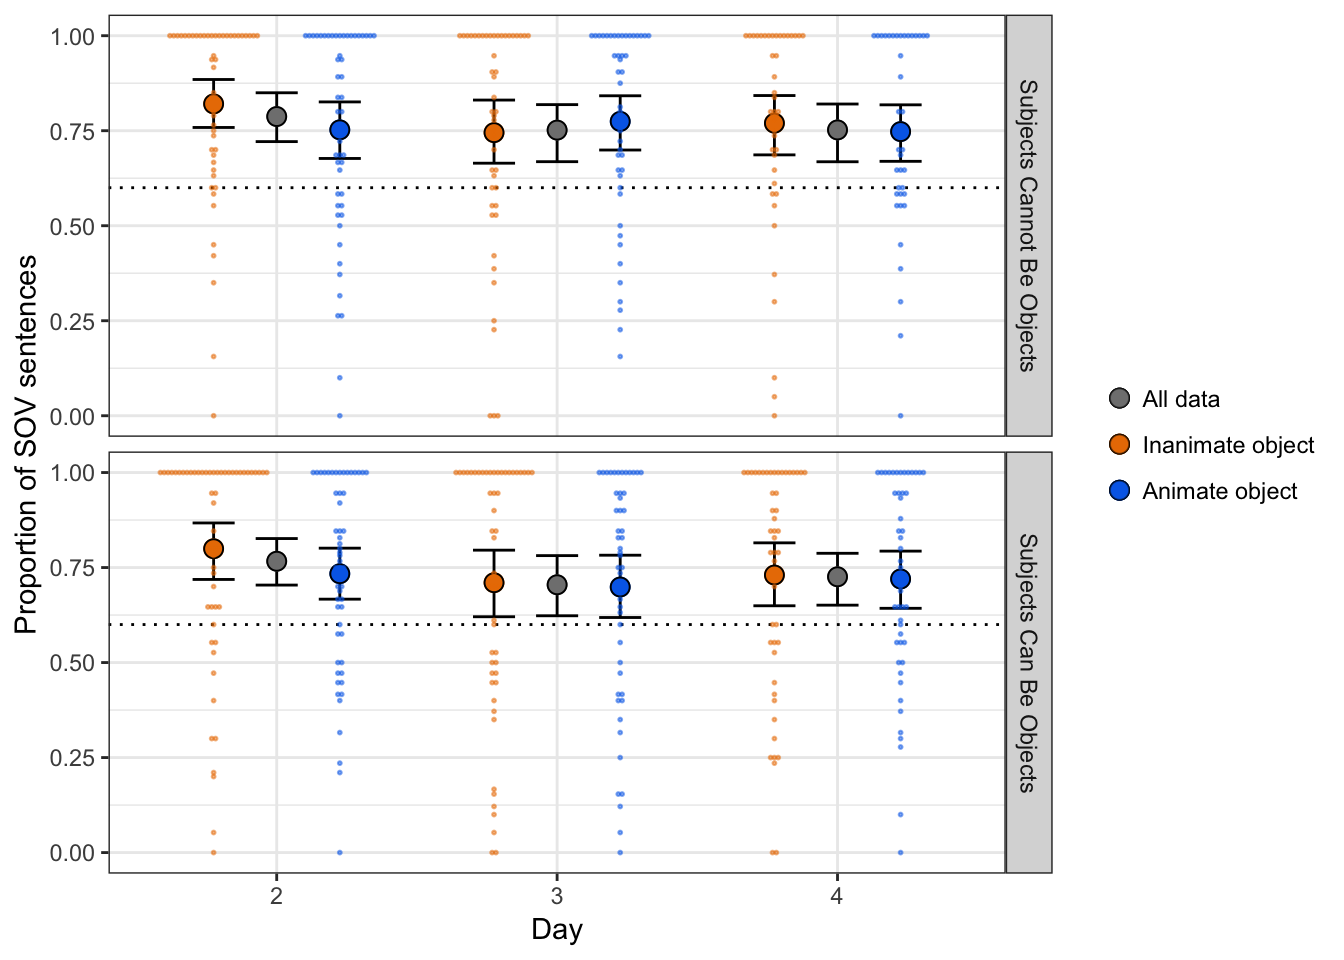 Proportion of SOV sentences
1.00
0.75
0.50
0.25
0.00
Subjects Cannot Be Objects
1.00
0.75
0.50
0.25
0.00
Subjects Can Be Objects
2
3
4
Day
All data
Inanimate object
Animate object